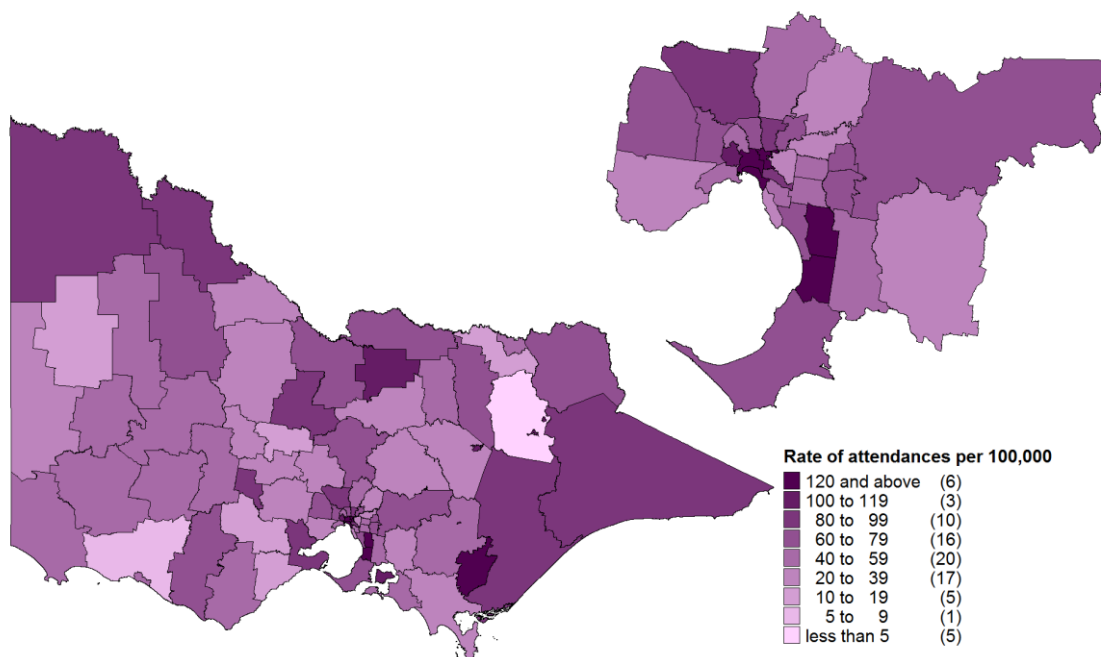 Rate of attendances per 100,000
120 and above (6)
100 to 119 (3)
80 to 99 (10)
60 to 79 (16)
40 to 59 (20)
20 to 39 (17)
10 to 19 (5)
5 to 9 (1)
less than 5 (5)